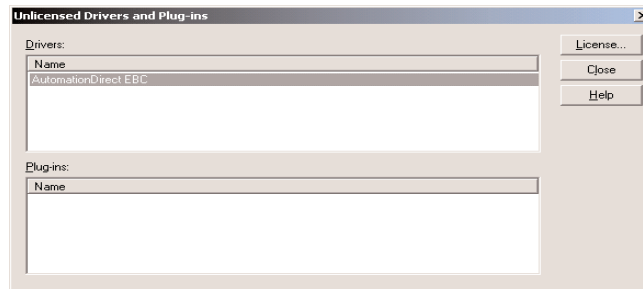 Unlicensed Drivers and Plug-ins
Drivers:
Name
AutomationDirect EBC
License...
Close
Help
Plug-ins:
Name